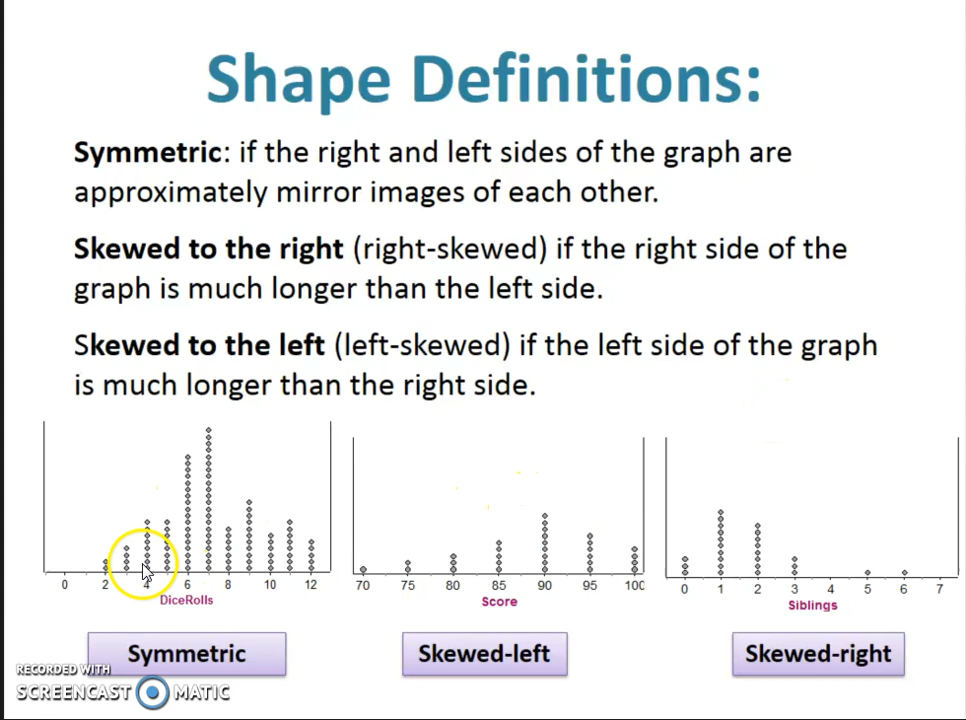 Shape Definitions:
Symmetric: if the right and left sides of the graph are
approximately mirror images of each other.
Skewed to the right (right-skewed) if the right side of the
graph is much longer than the left side.
Skewed to the left (left-skewed) if the left side of the graph
is much longer than the right side.
0 2 4 6 8 10 12
DiceRolls
70 75 80 85 90 95 100
Score
0 1 2 3 4 5 6 7
Siblings
Symmetric
Skewed-left
Skewed-right
RECORDED WITH
SCREENCAST MATIC